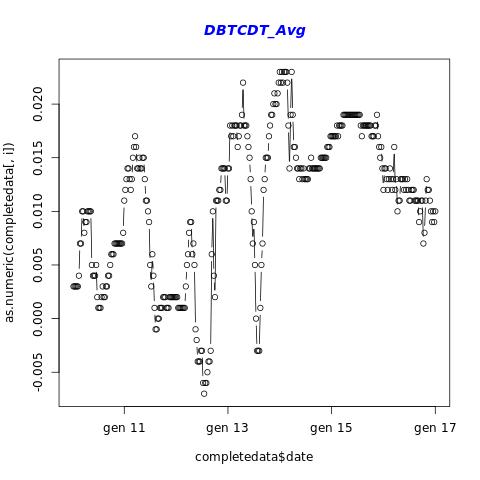 DBTCDT_Avg
as.numeric(completedata[, i])
0.020
0.015
0.010
0.005
0.000
-0.005
gen 11 gen 13 gen 15 gen 17
completedata$date